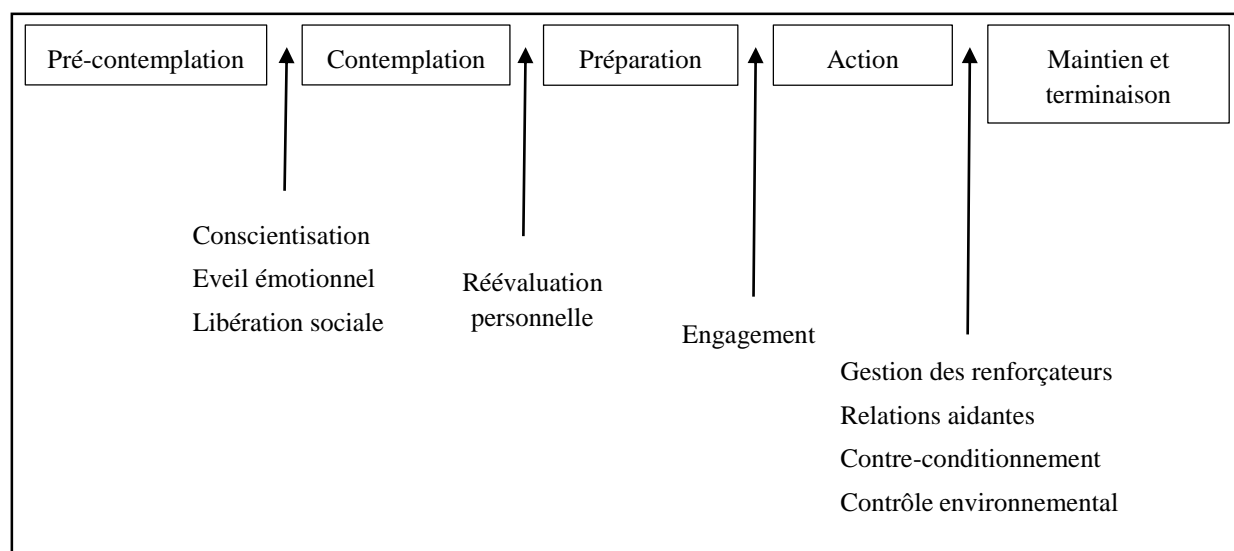 Pré-contemplation
Contemplation
Préparation
Action
Maintien et
terminaison
Conscientisation
Eveil émotionnel
Libération sociale
Réévaluation
personnelle
Engagement
Gestion des renforçateurs
Relations aidantes
Contre-conditionnement
Contrôle environnemental